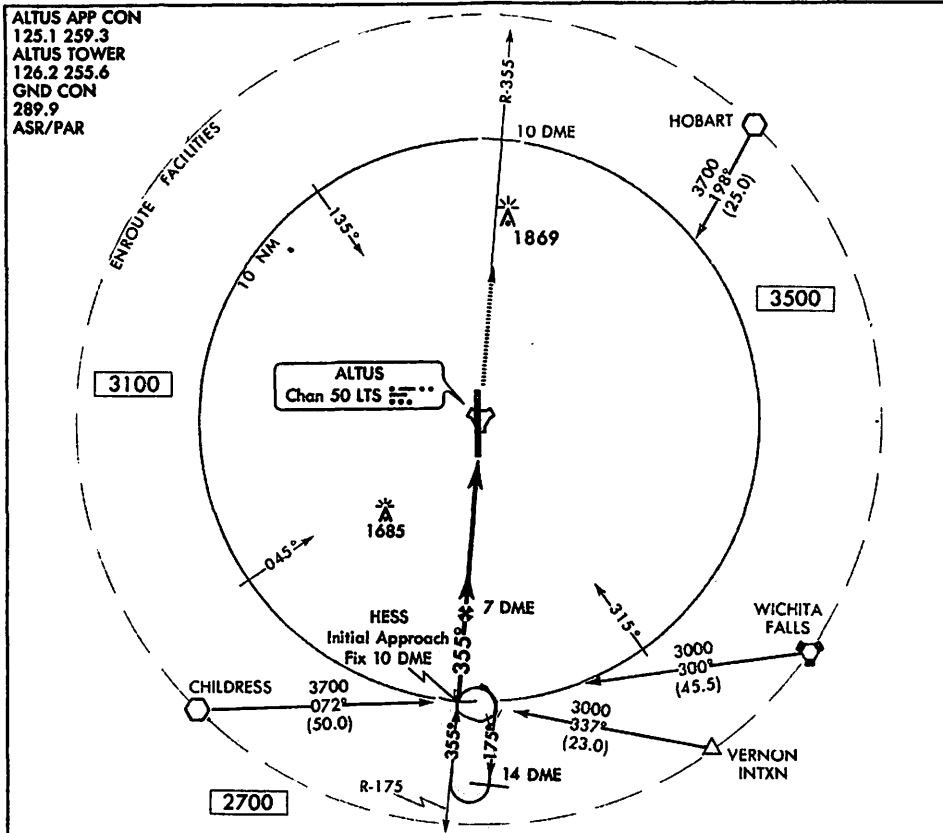 ALTUS APP CON
125.1 259.3
ALTUS TOWER
126.2 255.6
GND CON
289.9
ASR/PAR
ENROUTE FACILITIES
R-355
10 DME
HOBART
3700
198°
(25.0)
135°
10 NM
1869
3500
3100
ALTUS
Chan 50 LTS
1685
045°
7 DME
HESS
Initial Approach
Fix 10 DME
355°
315°
WICHITA
FALLS
3000
300°
(45.5)
CHILDRESS
3700
072°
(50.0)
3000
337°
(23.0)
VERNON
INTXN
355°
175°
14 DME
R-175
2700